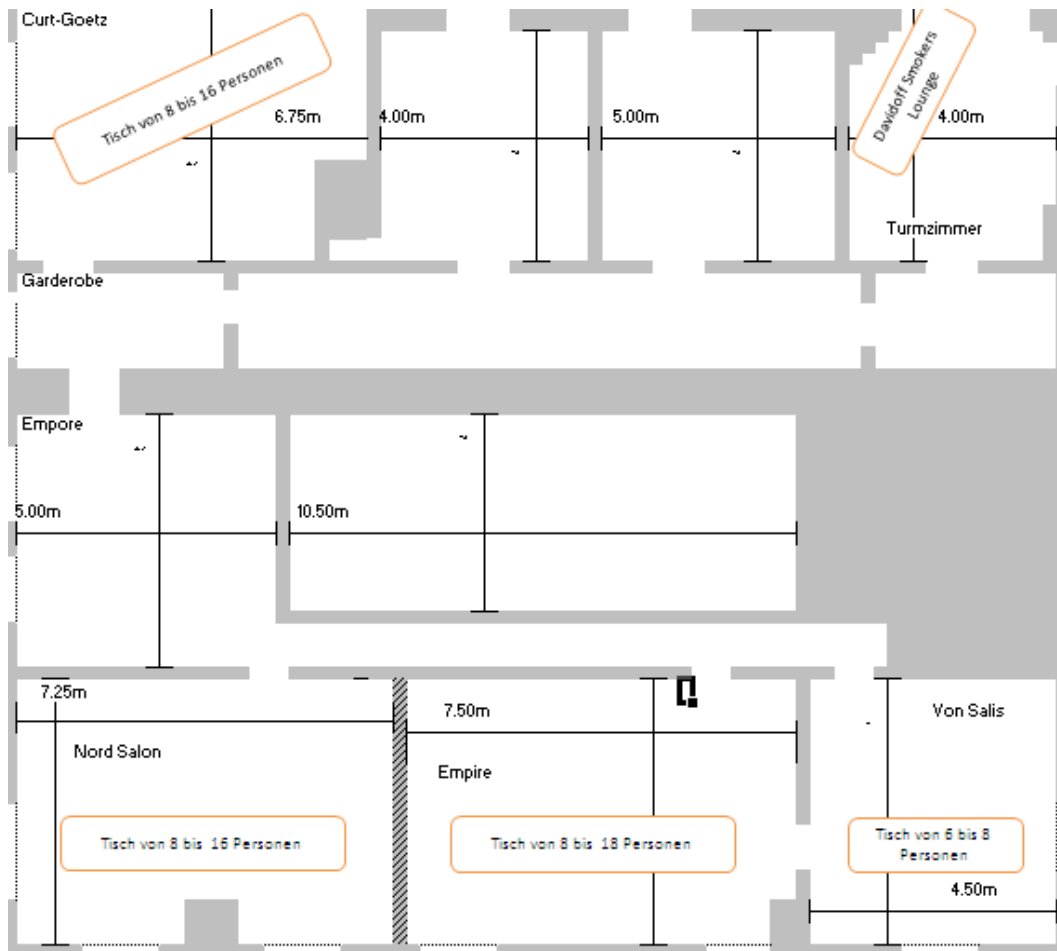 Curt-Goetz
Tisch von 8 bis 16 Personen
6.75m
4.00m
5.00m
Davidoff Smokers
Lounge
4.00m
Turmzimmer
Garderobe
Empore
5.00m
10.50m
7.25m
7.50m
Von Salis
Nord Salon
Empire
Tisch von 8 bis 16 Personen
Tisch von 8 bis 18 Personen
Tisch von 6 bis 8
Personen
4.50m